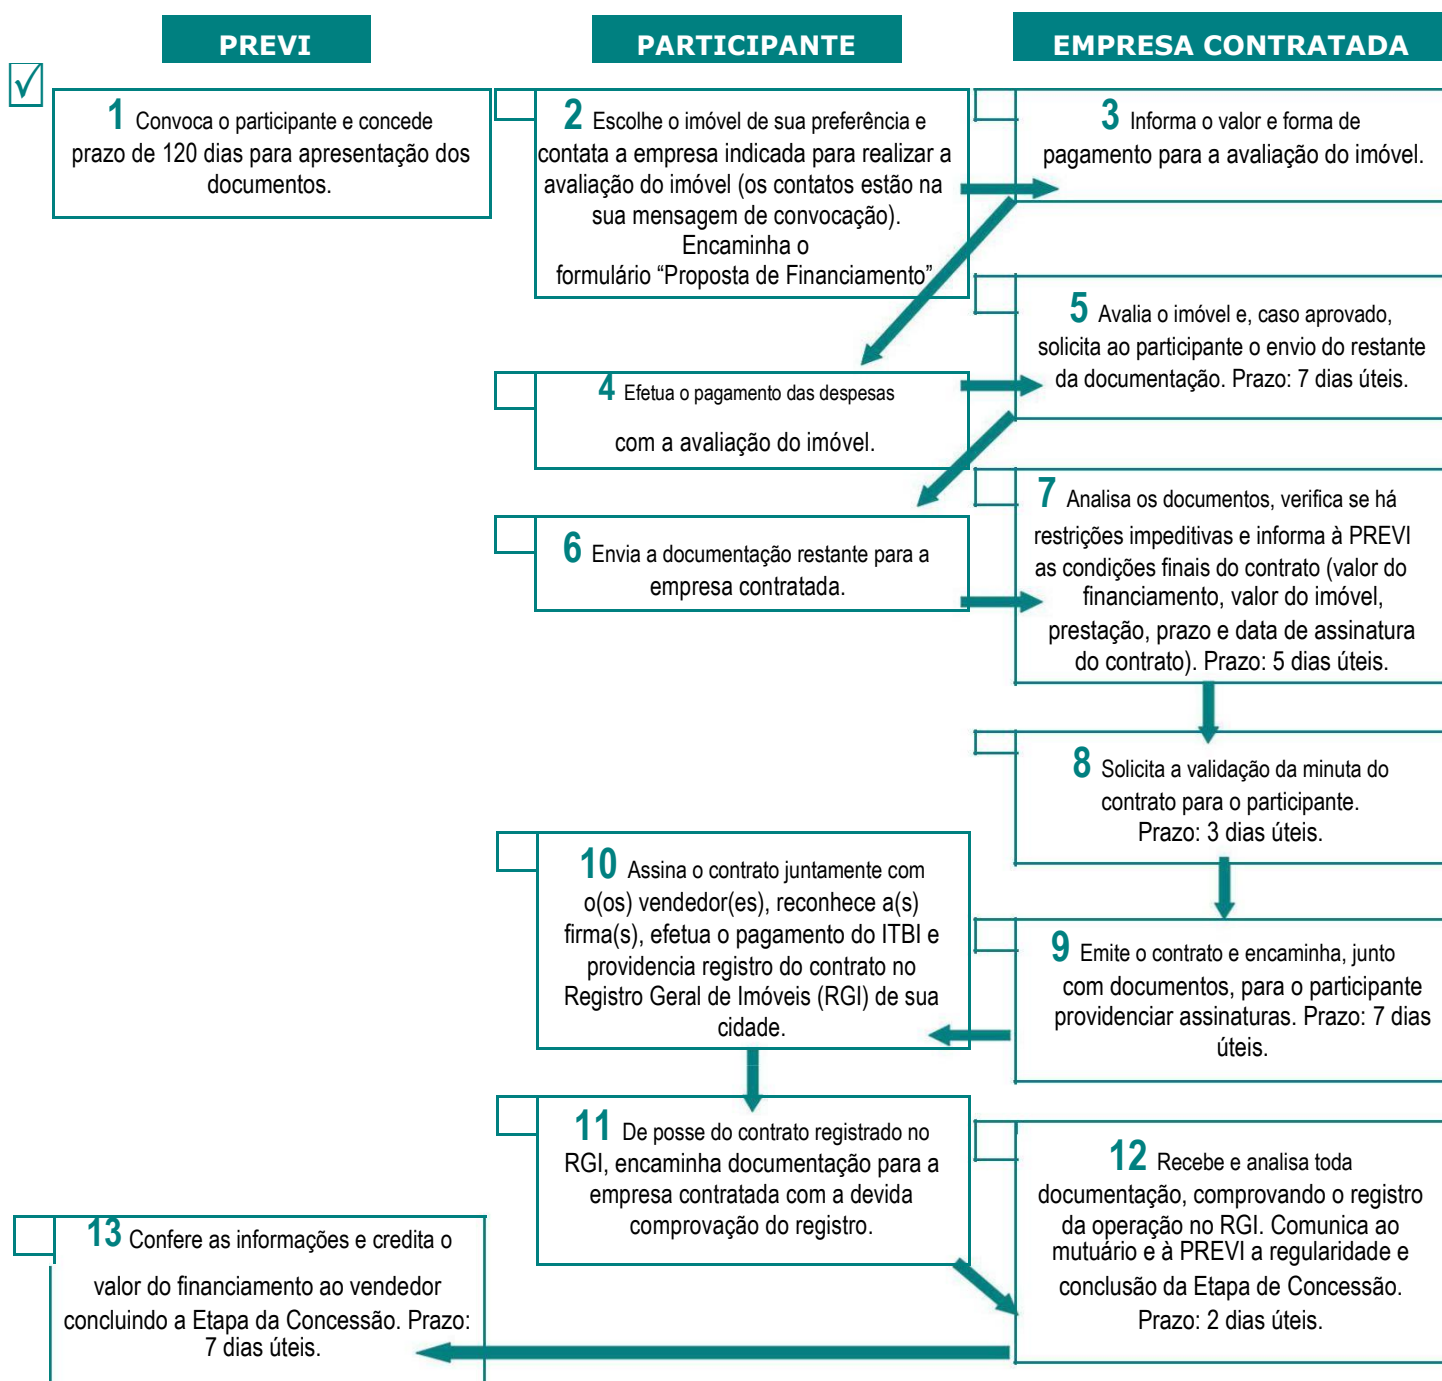 PREVI
PARTICIPANTE
EMPRESA CONTRATADA
1 Convoca o participante e concede
prazo de 120 dias para apresentação dos
documentos.
2 Escolhe o imóvel de sua preferência e
contata a empresa indicada para realizar a
avaliação do imóvel (os contatos estão na
sua mensagem de convocação).
Encaminha o
formulário “Proposta de Financiamento”
3 Informa o valor e forma de
pagamento para a avaliação do imóvel.
4 Efetua o pagamento das despesas
com a avaliação do imóvel.
5 Avalia o imóvel e, caso aprovado,
solicita ao participante o envio do restante
da documentação. Prazo: 7 dias úteis.
6 Envia a documentação restante para a
empresa contratada.
7 Analisa os documentos, verifica se há
restrições impeditivas e informa à PREVI
as condições finais do contrato (valor do
financiamento, valor do imóvel,
prestação, prazo e data de assinatura
do contrato). Prazo: 5 dias úteis.
8 Solicita a validação da minuta do
contrato para o participante.
Prazo: 3 dias úteis.
9 Emite o contrato e encaminha, junto
com documentos, para o participante
providenciar assinaturas. Prazo: 7 dias
úteis.
10 Assina o contrato juntamente com
o(os) vendedor(es), reconhece a(s)
firma(s), efetua o pagamento do ITBI e
providencia registro do contrato no
Registro Geral de Imóveis (RGI) de sua
cidade.
11 De posse do contrato registrado no
RGI, encaminha documentação para a
empresa contratada com a devida
comprovação do registro.
12 Recebe e analisa toda
documentação, comprovando o registro
da operação no RGI. Comunica ao
mutuário e à PREVI a regularidade e
conclusão da Etapa de Concessão.
Prazo: 2 dias úteis.
13 Confere as informações e credita o
valor do financiamento ao vendedor
concluindo a Etapa da Concessão. Prazo:
7 dias úteis.